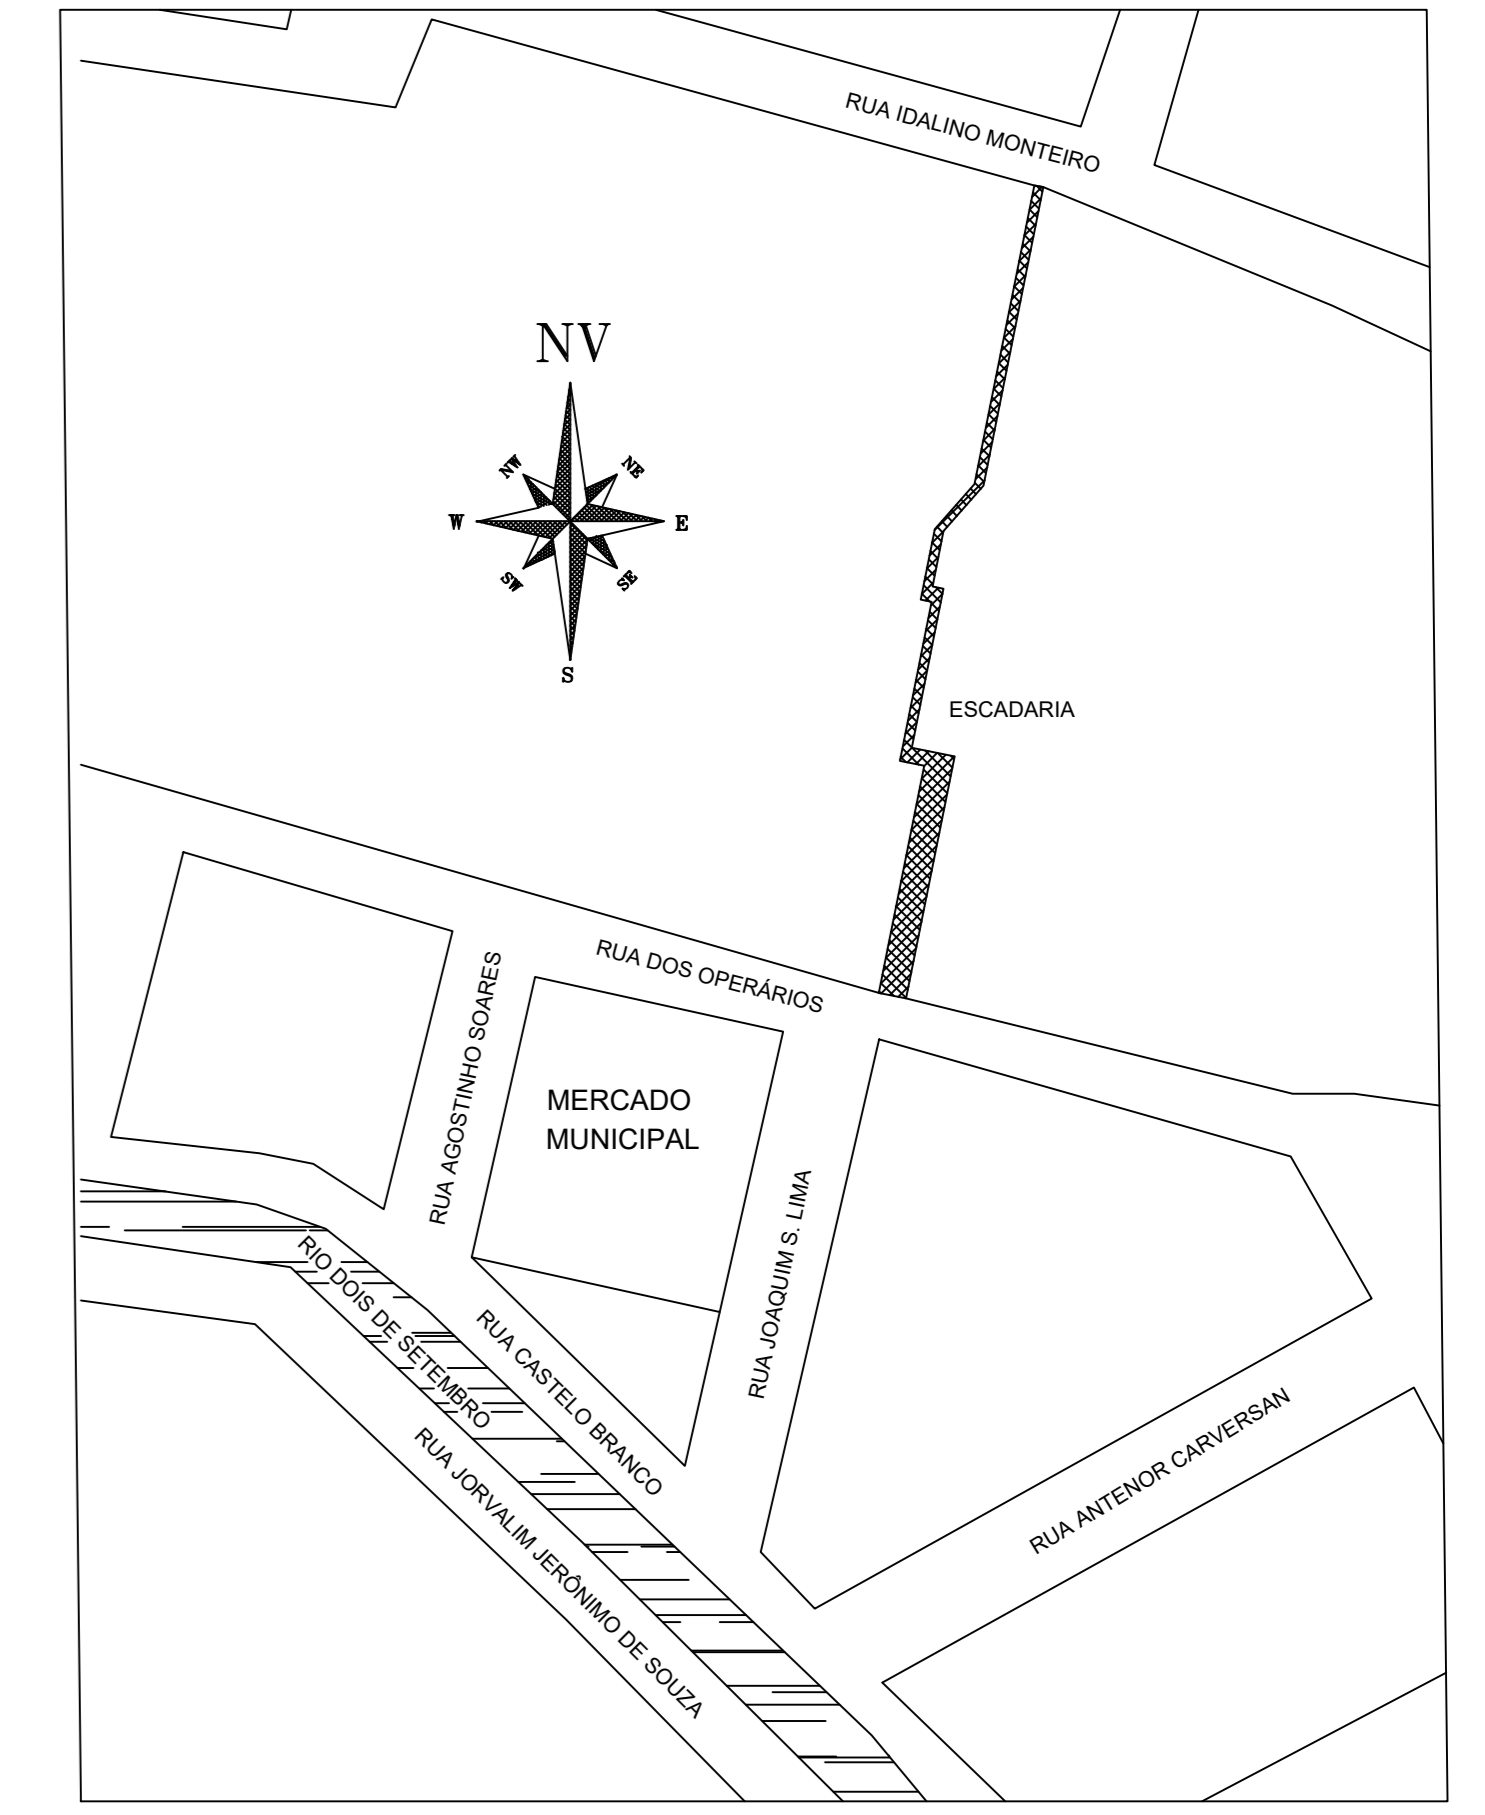 RUA IDALINO MONTEIRO
NV
NW
NE
W
E
SW
SE
S
ESCADARIA
RUA DOS OPERÁRIOS
RUA AGOSTINHO SOARES
MERCADO
MUNICIPAL
RUA JOAQUIM S. LIMA
RIO DOIS DE SETEMBRO
RUA CASTELO BRANCO
RUA JORVALIM JERÔNIMO DE SOUZA
RUA ANTENOR CARVERSAN